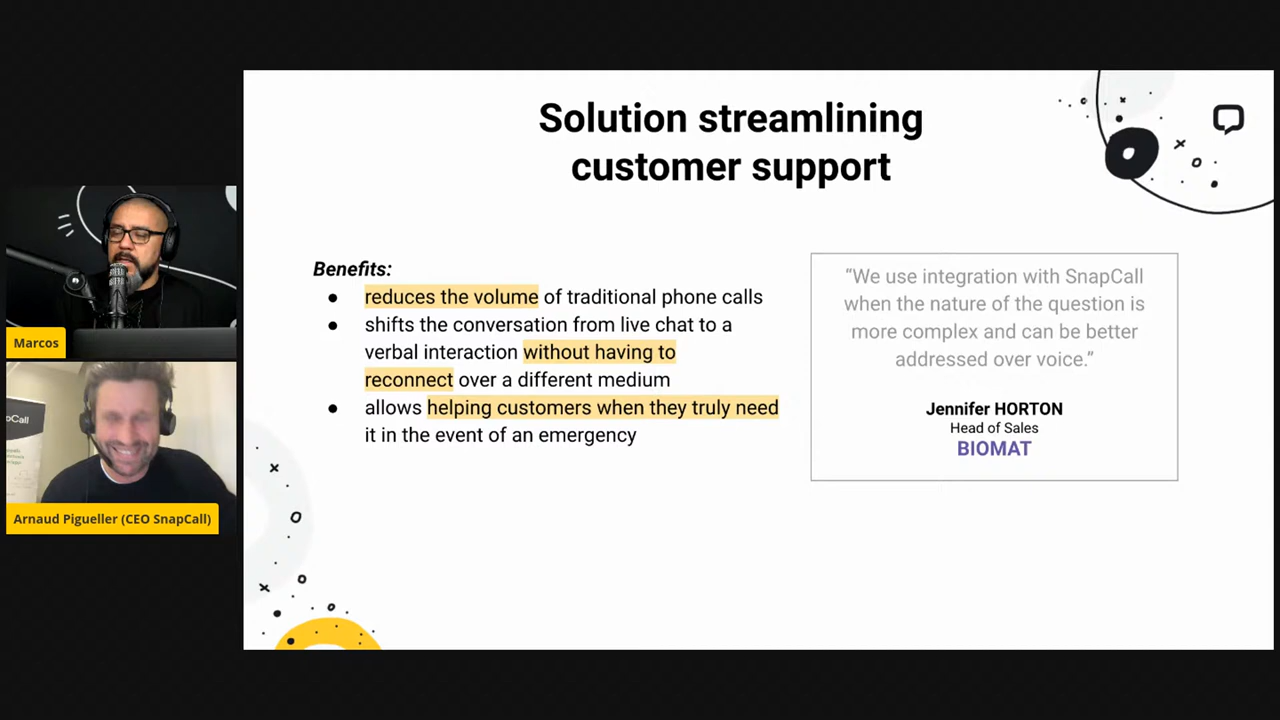 Solution streamlining
customer support
Benefits:
● reduces the volume of traditional phone calls
● shifts the conversation from live chat to a
verbal interaction without having to
reconnect over a different medium
● allows helping customers when they truly need
it in the event of an emergency
“We use integration with SnapCall
when the nature of the question is
more complex and can be better
addressed over voice.”
Jennifer HORTON
Head of Sales
BIOMAT
Marcos
pCall
Arnaud Pigueller (CEO SnapCall)